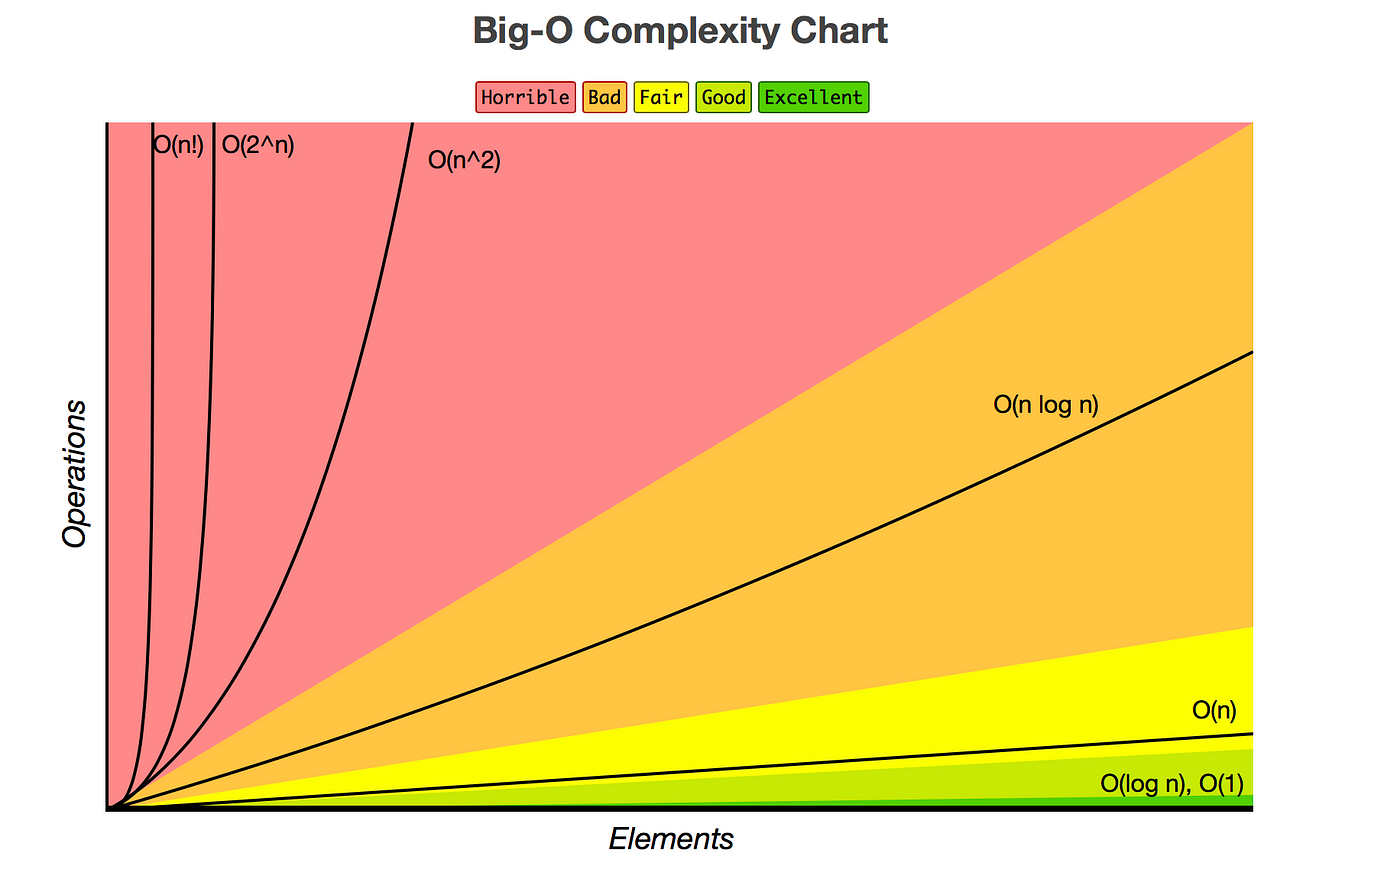 Big-O Complexity Chart
Horrible Bad Fair Good Excellent
O(n!) O(2^n)
O(n^2)
O(n log n)
O(n)
O(log n), O(1)
Operations
Elements